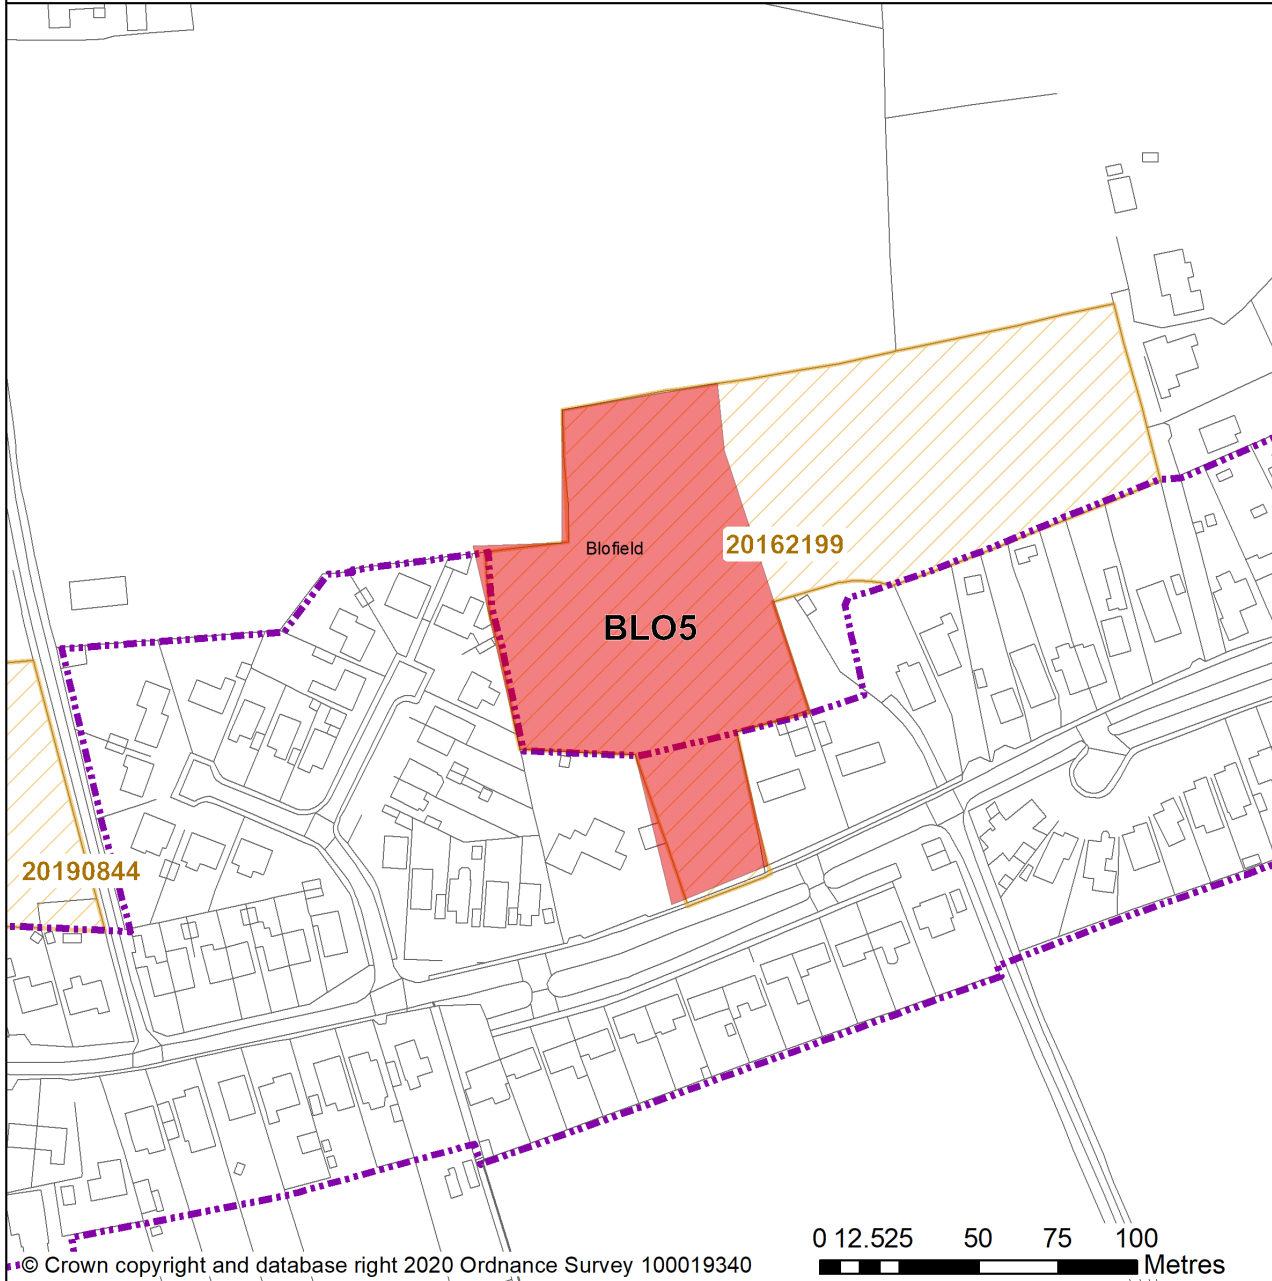 20162199
Blofield
BLO5
20190844
0 12.525 50 75 100
Metres
© Crown copyright and database right 2020 Ordnance Survey 100019340